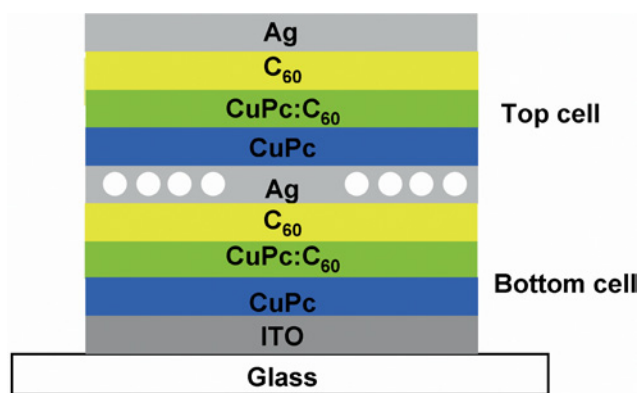 Ag
C₆₀
CuPc:C₆₀
Top cell
CuPc
Ag
C₆₀
CuPc:C₆₀
Bottom cell
CuPc
ITO
Glass